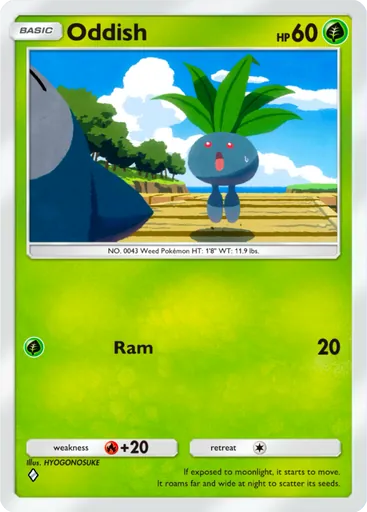 BASIC Oddish HP 60
NO. 0043 Weed Pokémon HT: 1'8" WT: 11.9 lbs.
Ram 20
weakness +20 retreat
Illus. HYOGONOSUKE
If exposed to moonlight, it starts to move.
It roams far and wide at night to scatter its seeds.